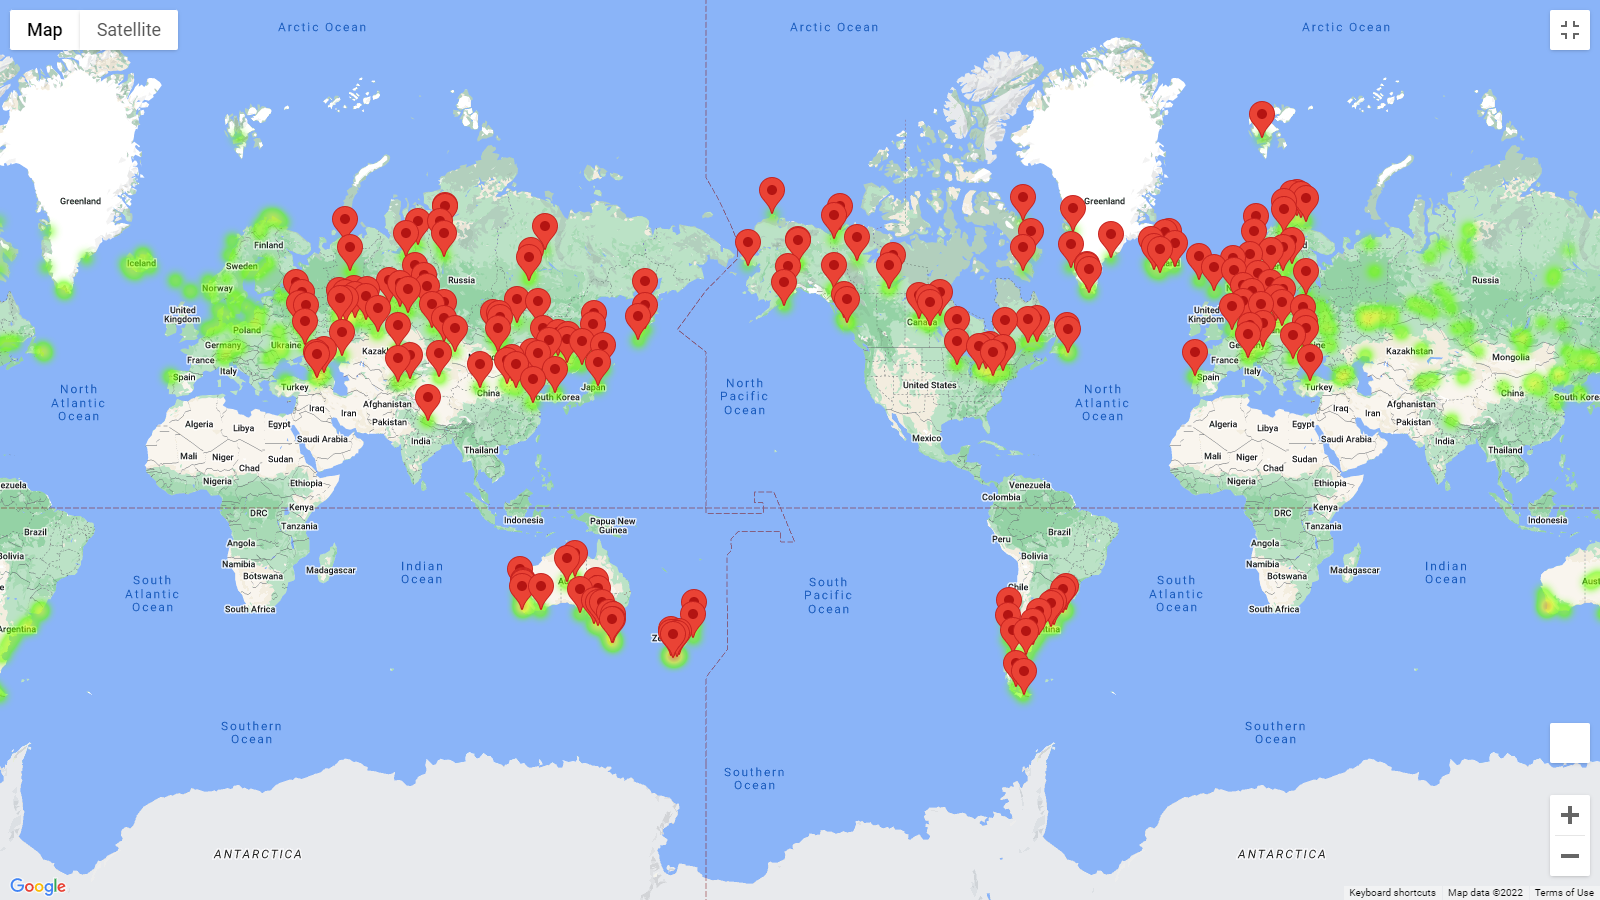 Map
Satellite
Arctic Ocean
Arctic Ocean
Arctic Ocean
Greenland
Greenland
Iceland
Finland
Sweden
Norway
Russia
Russia
United
Kingdom
Poland
Germany
Ukraine
France
Italy
Spain
Turkey
Canada
United
Kingdom
France
Italy
Spain
Turkey
Kazakhstan
Mongolia
China
South Korea
Japan
China
South Korea
North
Atlantic
Ocean
North
Pacific
Ocean
North
Atlantic
Ocean
United States
Mexico
Afghanistan
Pakistan
Iraq
Iran
Algeria
Libya
Egypt
Saudi Arabia
Mali
Niger
Chad
Sudan
India
Thailand
Nigeria
Ethiopia
Kenya
DRC
Tanzania
Angola
Namibia
Botswana
Madagascar
South Africa
Indonesia
Papua New
Guinea
Venezuela
Colombia
Peru
Brazil
Bolivia
Chile
Afghanistan
Pakistan
Iraq
Iran
Algeria
Libya
Egypt
Saudi Arabia
Mali
Niger
Chad
Sudan
India
Thailand
Nigeria
Ethiopia
Kenya
DRC
Tanzania
Angola
Namibia
Botswana
Madagascar
South Africa
Indonesia
Brazil
Argentina
South
Atlantic
Ocean
Indian
Ocean
South
Pacific
Ocean
South
Atlantic
Ocean
Indian
Ocean
Southern
Ocean
Southern
Ocean
Southern
Ocean
ANTARCTICA
ANTARCTICA
Google
Keyboard shortcuts
Map data ©2022
Terms of Use